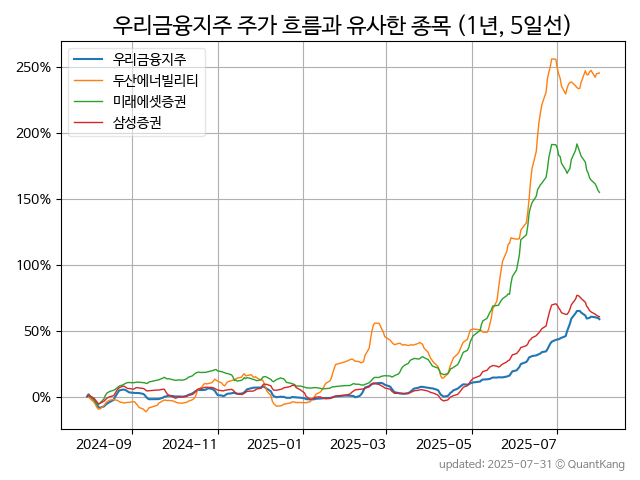 우리금융지주 주가 흐름과 유사한 종목 (1년, 5일선)
우리금융지주
두산에너빌리티
미래에셋증권
삼성증권
250%
200%
150%
100%
50%
0%
2024-09 2024-11 2025-01 2025-03 2025-05 2025-07
updated: 2025-07-31 © QuantKang